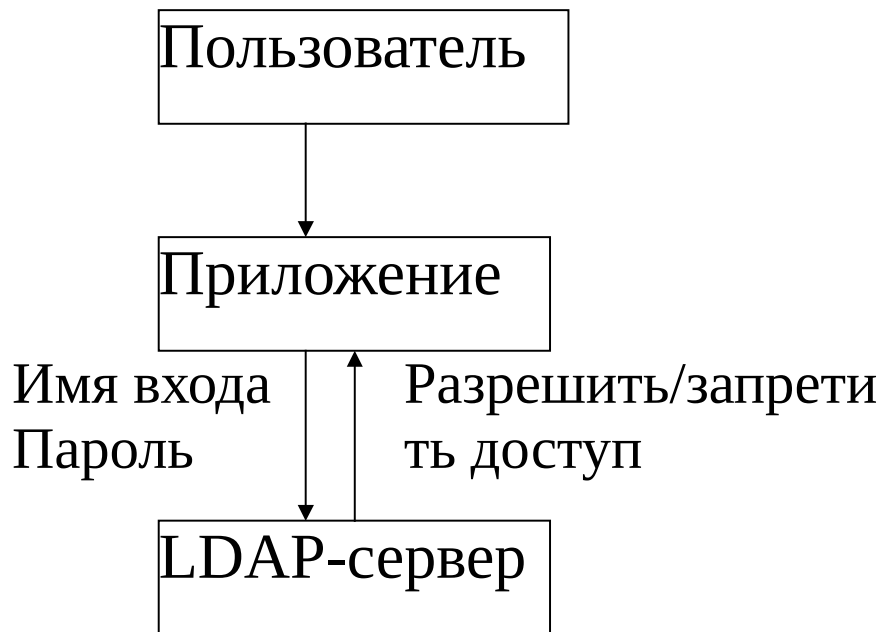 Пользователь
Приложение
Имя входа
Пароль
Разрешить/запрети
ть доступ
LDAP-сервер